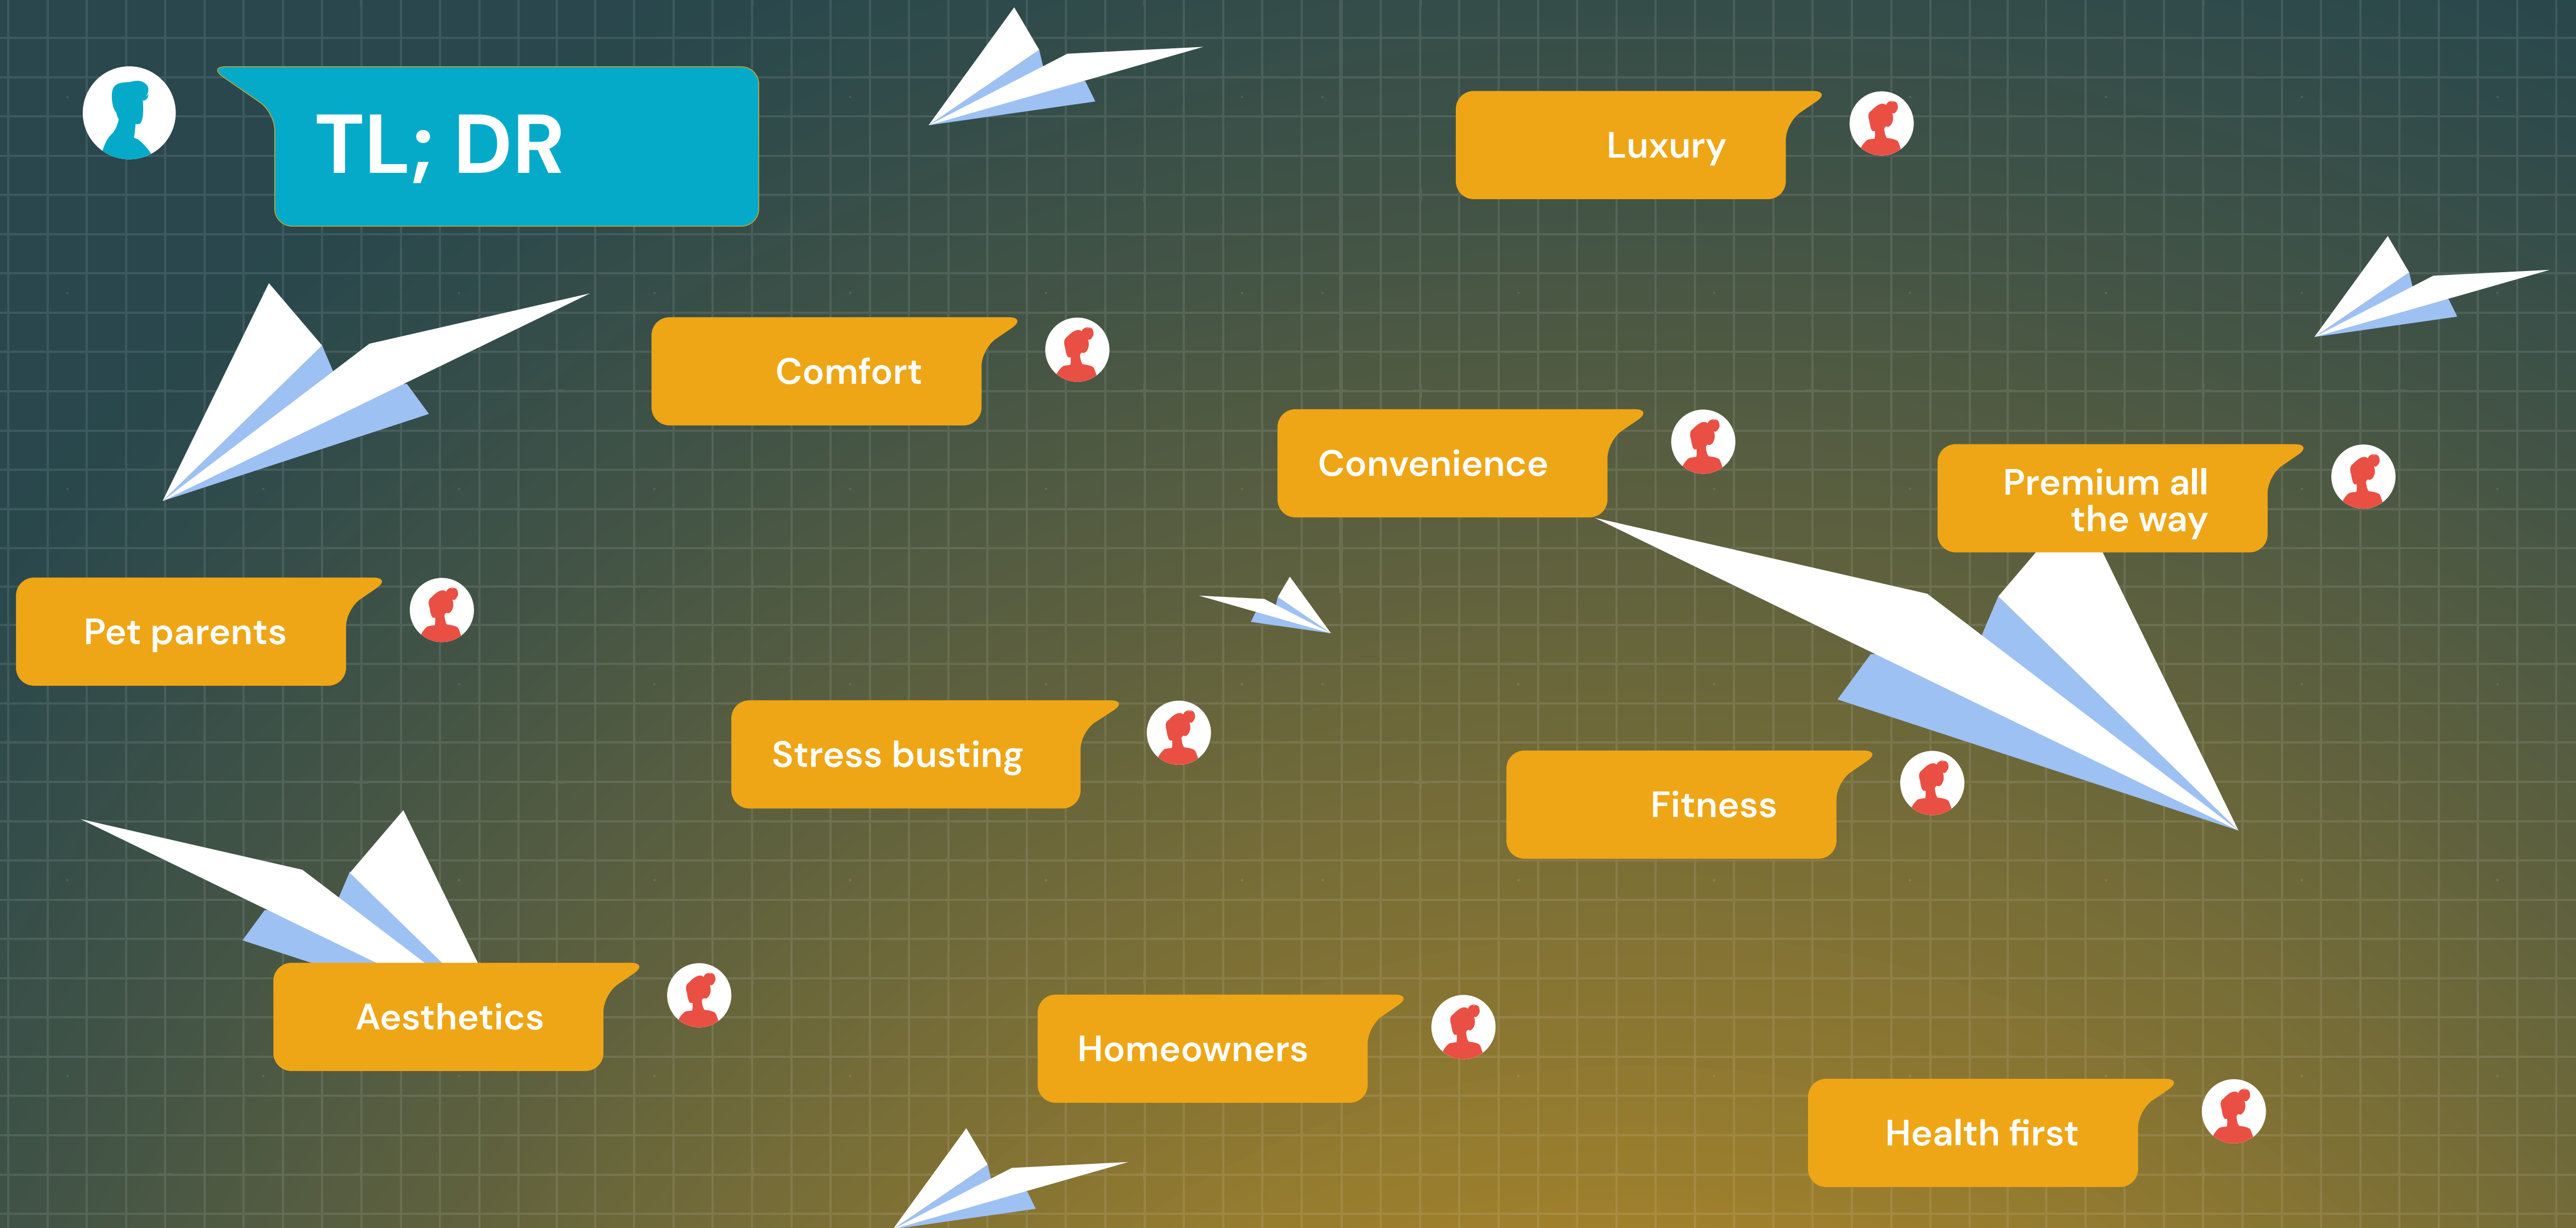 TL; DR
Luxury
Comfort
Convenience
Premium all
the way
Pet parents
Stress busting
Fitness
Aesthetics
Homeowners
Health first